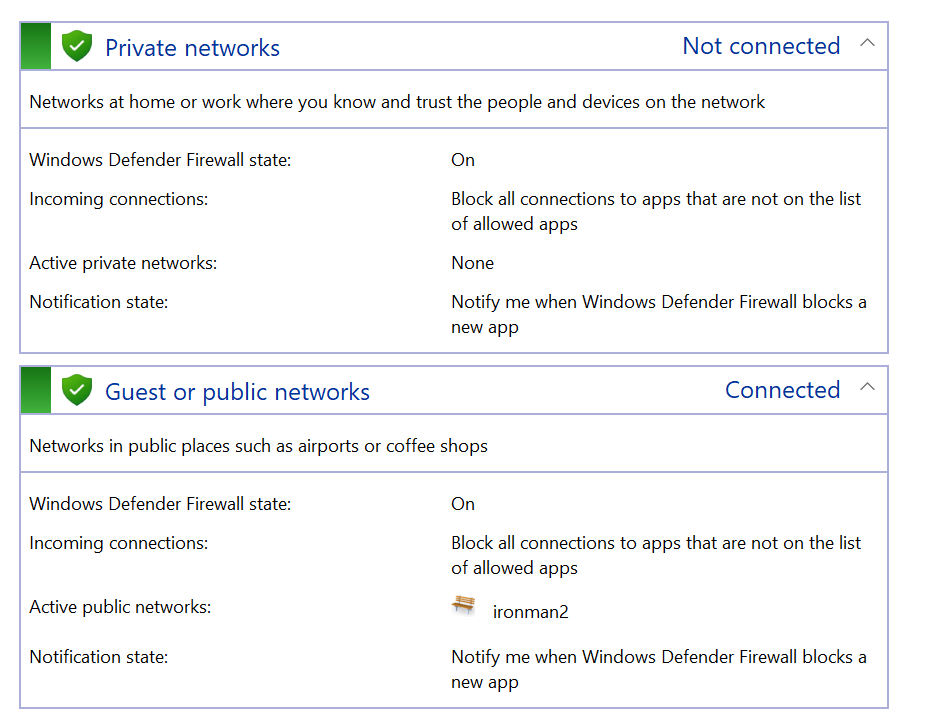 Private networks
Not connected
Networks at home or work where you know and trust the people and devices on the network
Windows Defender Firewall state:
On
Incoming connections:
Block all connections to apps that are not on the list
of allowed apps
Active private networks:
None
Notification state:
Notify me when Windows Defender Firewall blocks a
new app
Guest or public networks
Connected
Networks in public places such as airports or coffee shops
Windows Defender Firewall state:
On
Incoming connections:
Block all connections to apps that are not on the list
of allowed apps
Active public networks:
ironman2
Notification state:
Notify me when Windows Defender Firewall blocks a
new app